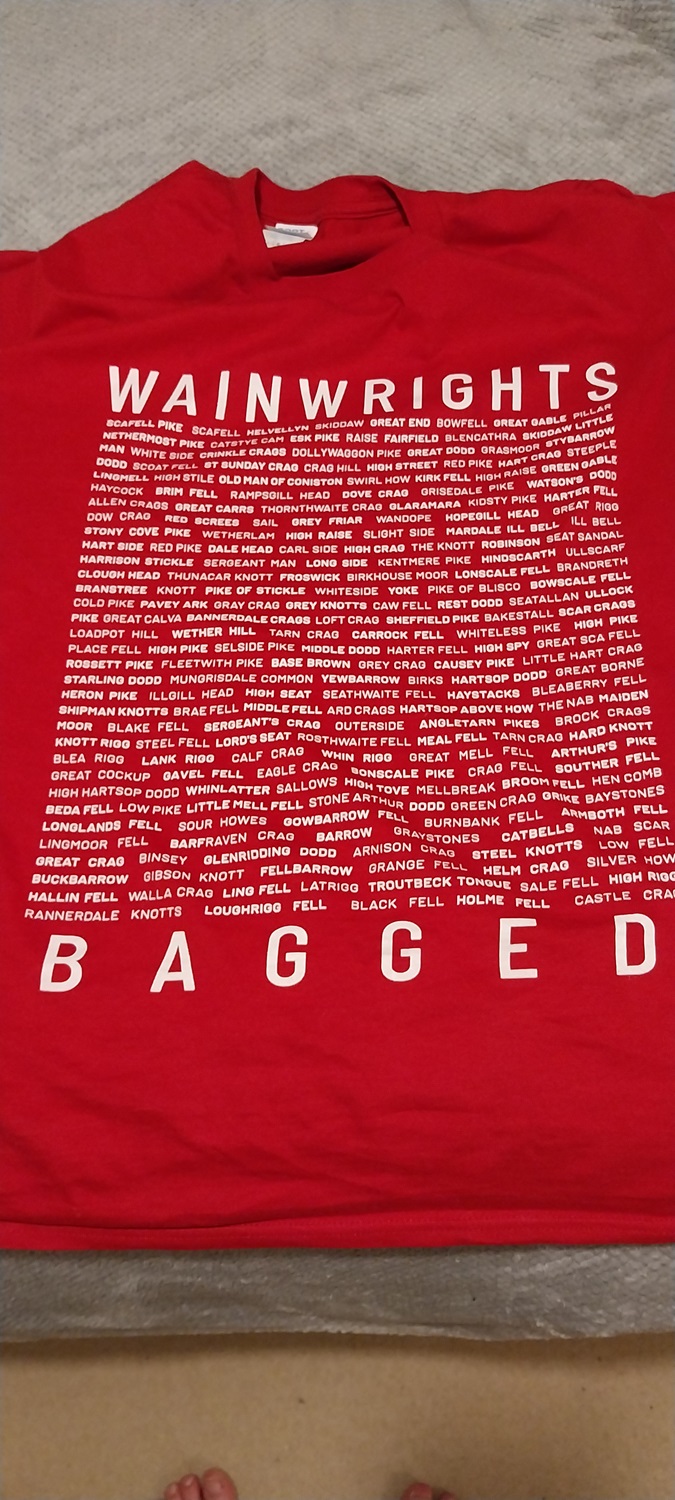 WAINWRIGHTS
SCAFELL PIKE SCAFELL HELVELLYN SKIDDAW GREAT END BOWFELL GREAT GABLE PILLAR
NETHERMOST PIKE CATSTYE CAM ESK PIKE RAISE FAIRFIELD BLENCATHRA SKIDDAW LITTLE
MAN WHITE SIDE CRINKLE CRAGS DOLLYWAGGON PIKE GREAT DODD GRASMOOR STYBARROW
DODD SCOAT FELL ST SUNDAY CRAG CRAG HILL HIGH STREET RED PIKE HART CRAG STEEPLE
LINGMELL HIGH STILE OLD MAN OF CONISTON SWIRL HOW KIRK FELL HIGH RAISE GREEN GABLE
HAYCOCK BRIM FELL RAMPSGILL HEAD DOVE CRAG GRISEDALE PIKE WATSON'S DODD
ALLEN CRAGS GREAT CARRS THORNTHWAITE CRAG GLARAMARA KIDSTY PIKE HARTER FELL
DOW CRAG RED SCREES SAIL GREY FRIAR WANDOPE HOPEGILL HEAD GREAT RIGG
STONY COVE PIKE WETHERLAM HIGH RAISE SLIGHT SIDE MARDALE ILL BELL ILL BELL
HART SIDE RED PIKE DALE HEAD CARL SIDE HIGH CRAG THE KNOTT ROBINSON SEAT SANDAL
HARRISON STICKLE SERGEANT MAN LONG SIDE KENTMERE PIKE HINDSCARTH ULLSCARF
CLOUGH HEAD THUNACAR KNOTT FROSWICK BIRKHOUSE MOOR LONSCALE FELL BRANDRETH
BRANSTREE KNOTT PIKE OF STICKLE WHITESIDE YOKE PIKE OF BLISCO BOWSCALE FELL
COLD PIKE PAVEY ARK GRAY CRAG GREY KNOTTS CAW FELL REST DODD SEATALLAN ULLOCK
PIKE GREAT CALVA BANNERDALE CRAGS LOFT CRAG SHEFFIELD PIKE BAKESTALL SCAR CRAGS
LOADPOT HILL WETHER HILL TARN CRAG CARROCK FELL WHITELESS PIKE HIGH PIKE
PLACE FELL HIGH PIKE SELSIDE PIKE MIDDLE DODD HARTER FELL HIGH SPY GREAT SCA FELL
ROSSETT PIKE FLEETWITH PIKE BASE BROWN GREY CRAG CAUSEY PIKE LITTLE HART CRAG
STARLING DODD MUNGRISDALE COMMON YEWBARROW BIRKS HARTSOP DODD GREAT BORNE
HERON PIKE ILLGILL HEAD HIGH SEAT SEATHWAITE FELL HAYSTACKS BLEABERRY FELL
SHIPMAN KNOTTS BRAE FELL MIDDLE FELL ARD CRAGS HARTSOP ABOVE HOW THE NAB MAIDEN
MOOR BLAKE FELL SERGEANT'S CRAG OUTERSIDE ANGLETARN PIKES BROCK CRAGS
KNOTT RIGG STEEL FELL LORD'S SEAT ROSTHWAITE FELL MEAL FELL TARN CRAG HARD KNOTT
BLEA RIGG LANK RIGG CALF CRAG WHIN RIGG GREAT MELL FELL ARTHUR'S PIKE
GREAT COCKUP GAVEL FELL EAGLE CRAG BONSCALE PIKE CRAG FELL SOUTHER FELL
HIGH HARTSOP DODD WHINLATTER SALLOWS HIGH TOVE MELLBREAK BROOM FELL HEN COMB
BEDA FELL LOW PIKE LITTLE MELL FELL STONE ARTHUR DODD GREEN CRAG GRIKE BAYSTONES
LONGLANDS FELL SOUR HOWES GOWBARROW FELL BURNBANK FELL ARMBOTH FELL
LINGMOOR FELL BARFRAVEN CRAG BARROW GRAYSTONES CATBELLS NAB SCAR
GREAT CRAG BINSEY GLENRIDDING DODD ARNISON CRAG STEEL KNOTTS LOW FELL
BUCKBARROW GIBSON KNOTT FELLBARROW GRANGE FELL HELM CRAG SILVER HOW
HALLIN FELL WALLA CRAG LING FELL LATRIGG TROUTBECK TONGUE SALE FELL HIGH RIGG
RANNERDALE KNOTTS LOUGHRIGG FELL BLACK FELL HOLME FELL CASTLE CRAG
BAGGED